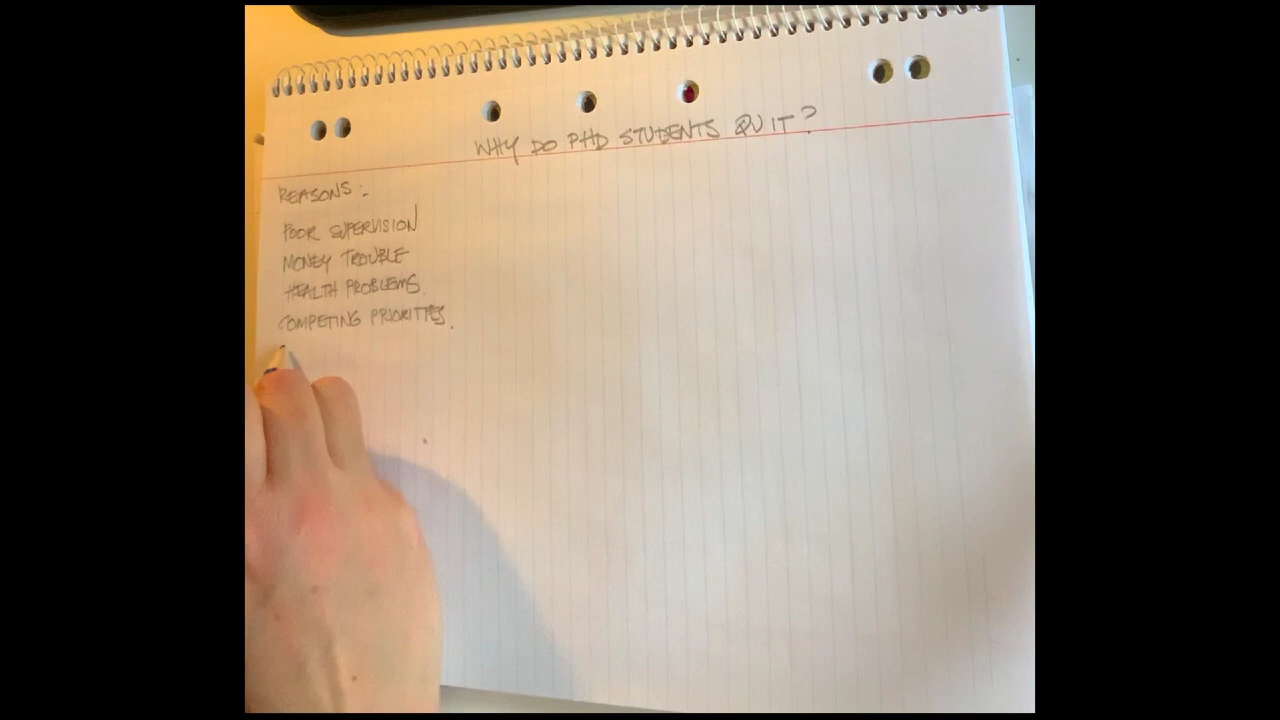 WHY DO PHD STUDENTS QUIT?
REASONS:-
POOR SUPERVISION
MONEY TROUBLE
HEALTH PROBLEMS.
COMPETING PRIORITIES.